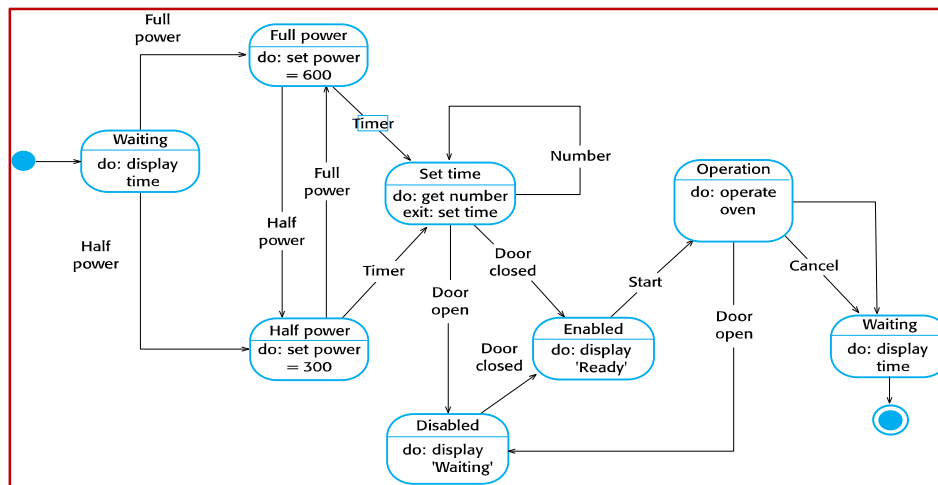 Full
power
Full power
do: set power
= 600
Timer
Waiting
do: display
time
Full
power
Half
power
Half
power
Set time
do: get number
exit: set time
Number
Operation
do: operate
oven
Timer
Door
closed
Door
open
Start
Cancel
Door
open
Half power
do: set power
= 300
Enabled
do: display
'Ready'
Door
closed
Waiting
do: display
time
Disabled
do: display
'Waiting'